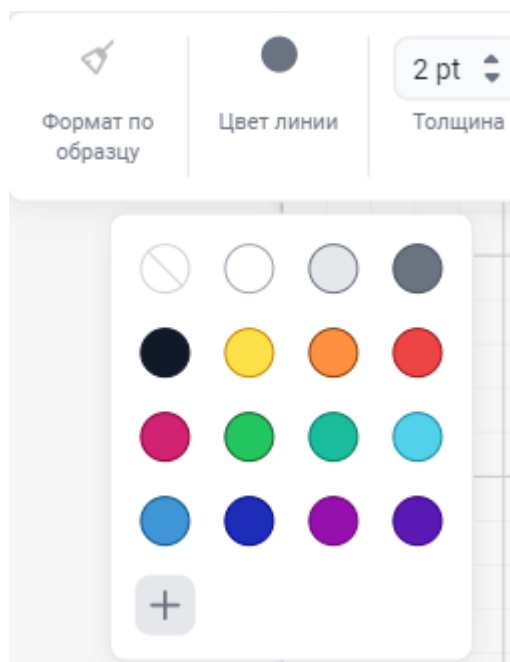 Формат по
образцу
Цвет линии
2 pt
Толщина